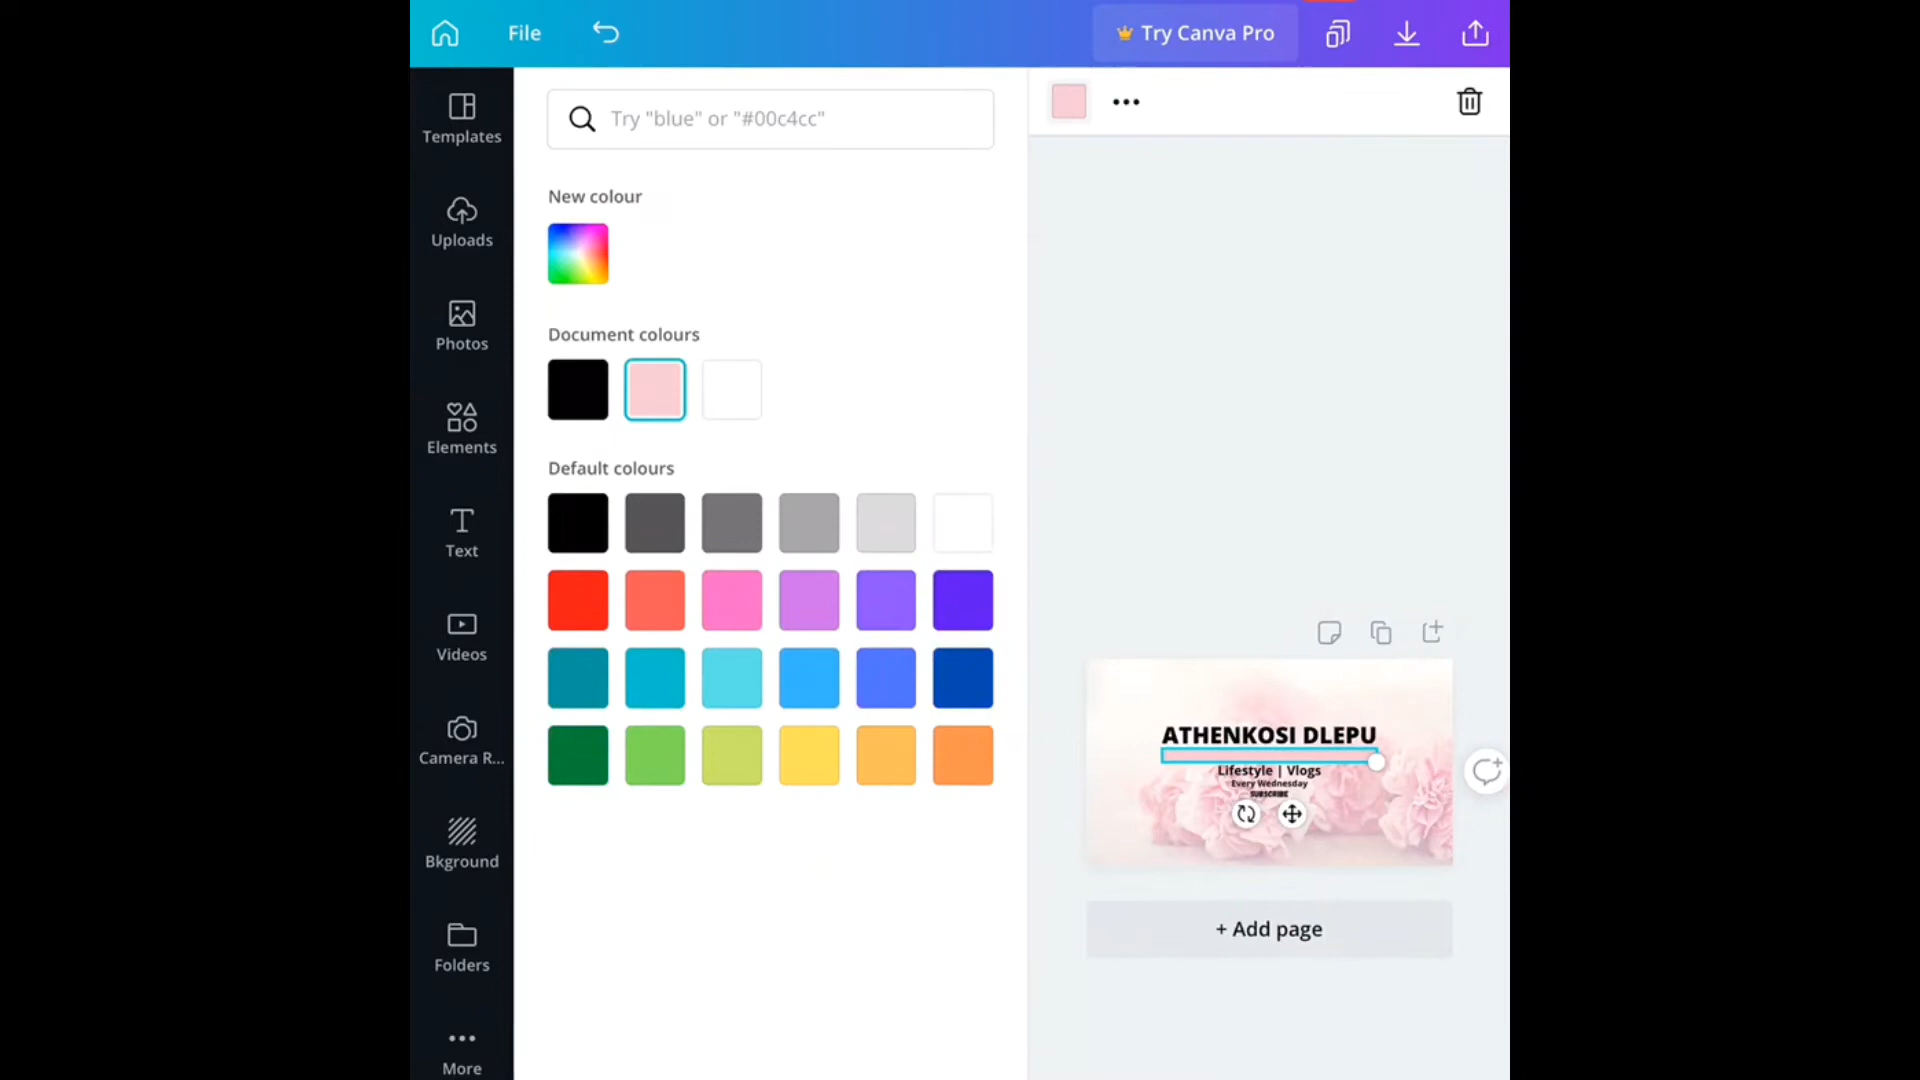 File
Try Canva Pro
Templates
Uploads
Photos
Elements
Text
Videos
Camera R...
Bkground
Folders
More
Try "blue" or "#00c4cc"
New colour
Document colours
Default colours
ATHENKOSI DLEPU
Lifestyle | Vlogs
Every Wednesday
SUBSCRIBE
+ Add page